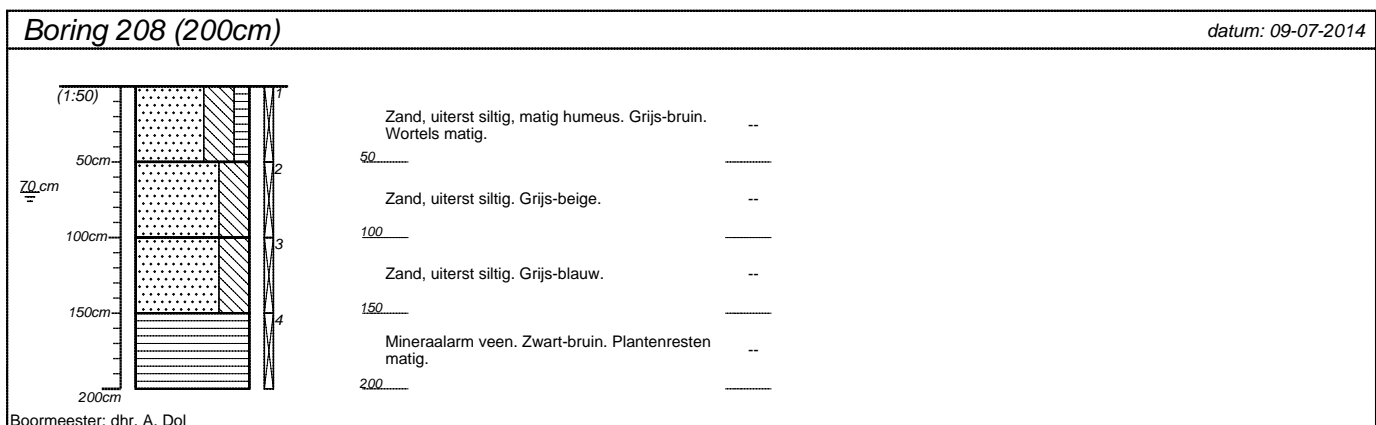 Boring 208 (200cm)
datum: 09-07-2014
(1:50)
1
Zand, uiterst siltig, matig humeus. Grijs-bruin.
Wortels matig.
--
50cm
50
2
70 cm
Zand, uiterst siltig. Grijs-beige.
--
100cm
100
3
Zand, uiterst siltig. Grijs-blauw.
--
150cm
150
4
Mineraalarm veen. Zwart-bruin. Plantenresten
matig.
--
200cm
200
Boormeester: dhr. A. Dol